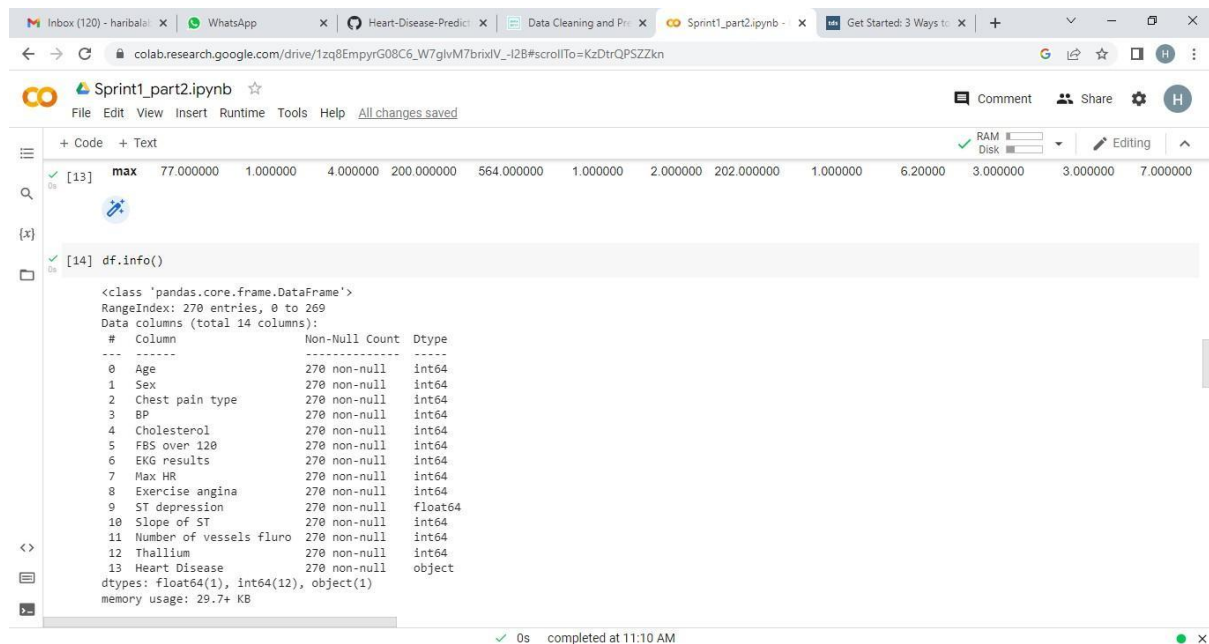 Inbox (120) - haribalal
WhatsApp
Heart-Disease-Predict
Data Cleaning and Pre
Sprint1_part2.ipynb -
tds
Get Started: 3 Ways to
colab.research.google.com/drive/1zq8EmpyrG08C6_W7glvM7brixIV_-I2B#scrollTo=KzDtrQPSZZkn
G
H
CO
Sprint1_part2.ipynb
Comment
Share
H
File Edit View Insert Runtime Tools Help All changes saved
+ Code + Text
RAM
Disk
Editing
[13] max 77.000000 1.000000 4.000000 200.000000 564.000000 1.000000 2.000000 202.000000 1.000000 6.20000 3.000000 3.000000 7.000000
0s
{x}
[14] df.info()
0s
<class 'pandas.core.frame.DataFrame'>
RangeIndex: 270 entries, 0 to 269
Data columns (total 14 columns):
# Column Non-Null Count Dtype
--- ------ -------------- -----
0 Age 270 non-null int64
1 Sex 270 non-null int64
2 Chest pain type 270 non-null int64
3 BP 270 non-null int64
4 Cholesterol 270 non-null int64
5 FBS over 120 270 non-null int64
6 EKG results 270 non-null int64
7 Max HR 270 non-null int64
8 Exercise angina 270 non-null int64
9 ST depression 270 non-null float64
10 Slope of ST 270 non-null int64
11 Number of vessels fluro 270 non-null int64
12 Thallium 270 non-null int64
13 Heart Disease 270 non-null object
dtypes: float64(1), int64(12), object(1)
memory usage: 29.7+ KB
0s completed at 11:10 AM